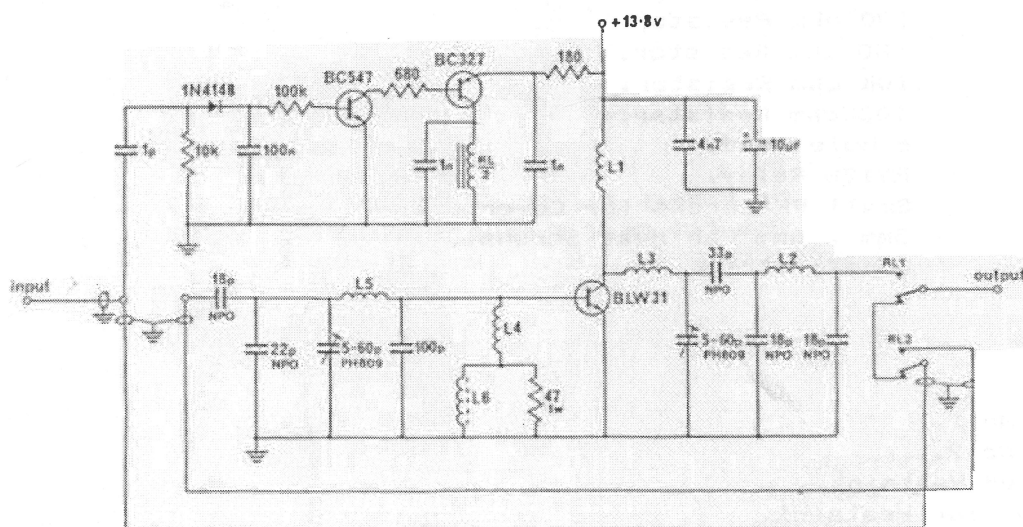 +13·8v
BC327
180
BC547
680
1N4148
100k
1p
10k
100n
1n
RL
2
1n
L1
4n7
10µF
18p
NPO
L5
L3
33p
NPO
L2
RL1
input
output
BLW31
L4
22p
NPO
5-60p
PH809
100p
L6
47
1w
5-60p
PH809
18p
NPO
18p
NPO
RL2